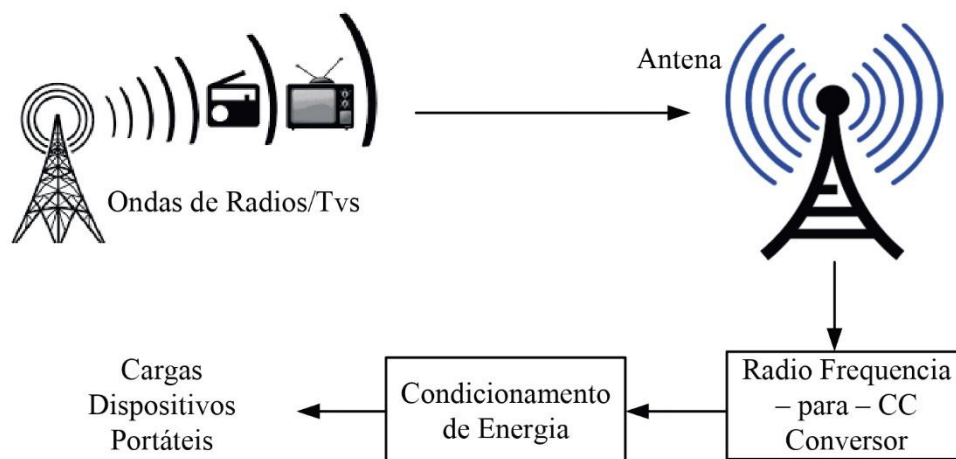 Antena
Ondas de Radios/Tvs
Radio Frequencia
– para – CC
Conversor
Condicionamento
de Energia
Cargas
Dispositivos
Portáteis